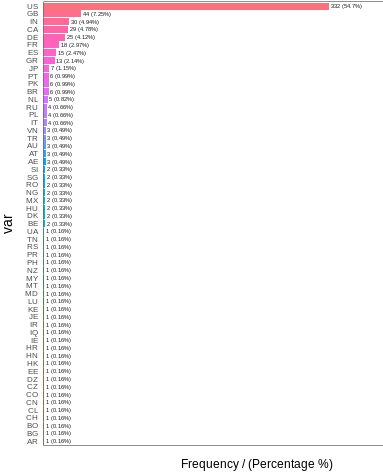 US 332 (54.7%)
GB 44 (7.25%)
IN 30 (4.94%)
CA 29 (4.78%)
DE 25 (4.12%)
FR 18 (2.97%)
ES 15 (2.47%)
GR 13 (2.14%)
JP 7 (1.15%)
PT 6 (0.99%)
PK 6 (0.99%)
BR 6 (0.99%)
NL 5 (0.82%)
RU 4 (0.66%)
PL 4 (0.66%)
IT 4 (0.66%)
VN 3 (0.49%)
TR 3 (0.49%)
AU 3 (0.49%)
AT 3 (0.49%)
AE 3 (0.49%)
SI 2 (0.33%)
SG 2 (0.33%)
RO 2 (0.33%)
NG 2 (0.33%)
MX 2 (0.33%)
HU 2 (0.33%)
DK 2 (0.33%)
BE 2 (0.33%)
UA 1 (0.16%)
TN 1 (0.16%)
RS 1 (0.16%)
PR 1 (0.16%)
PH 1 (0.16%)
NZ 1 (0.16%)
MY 1 (0.16%)
MT 1 (0.16%)
MD 1 (0.16%)
LU 1 (0.16%)
KE 1 (0.16%)
JE 1 (0.16%)
IR 1 (0.16%)
IQ 1 (0.16%)
IE 1 (0.16%)
HR 1 (0.16%)
HN 1 (0.16%)
HK 1 (0.16%)
EE 1 (0.16%)
DZ 1 (0.16%)
CZ 1 (0.16%)
CO 1 (0.16%)
CN 1 (0.16%)
CL 1 (0.16%)
CH 1 (0.16%)
BO 1 (0.16%)
BG 1 (0.16%)
AR 1 (0.16%)
var
Frequency / (Percentage %)